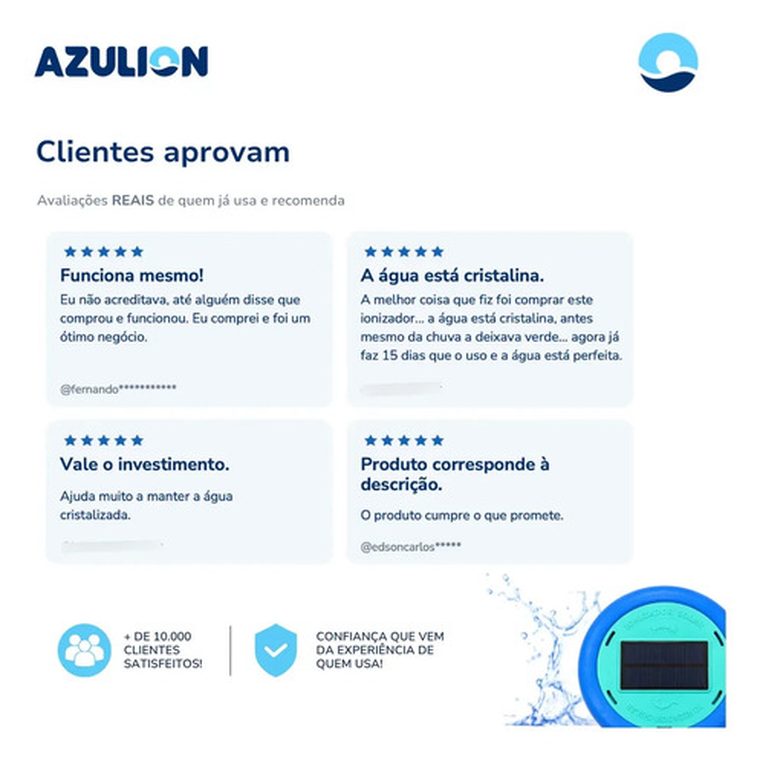 AZULION
Clientes aprovam
Avaliações REAIS de quem já usa e recomenda
Funciona mesmo!
Eu não acreditava, até alguém disse que
comprou e funcionou. Eu comprei e foi um
ótimo negócio.
@fernando***********
A água está cristalina.
A melhor coisa que fiz foi comprar este
ionizador... a água está cristalina, antes
mesmo da chuva a deixava verde... agora já
faz 15 dias que o uso e a água está perfeita.
Vale o investimento.
Ajuda muito a manter a água
cristalizada.
Produto corresponde à
descrição.
O produto cumpre o que promete.
@edsoncarlos*****
+ DE 10.000
CLIENTES
SATISFEITOS!
CONFIANÇA QUE VEM
DA EXPERIÊNCIA DE
QUEM USA!